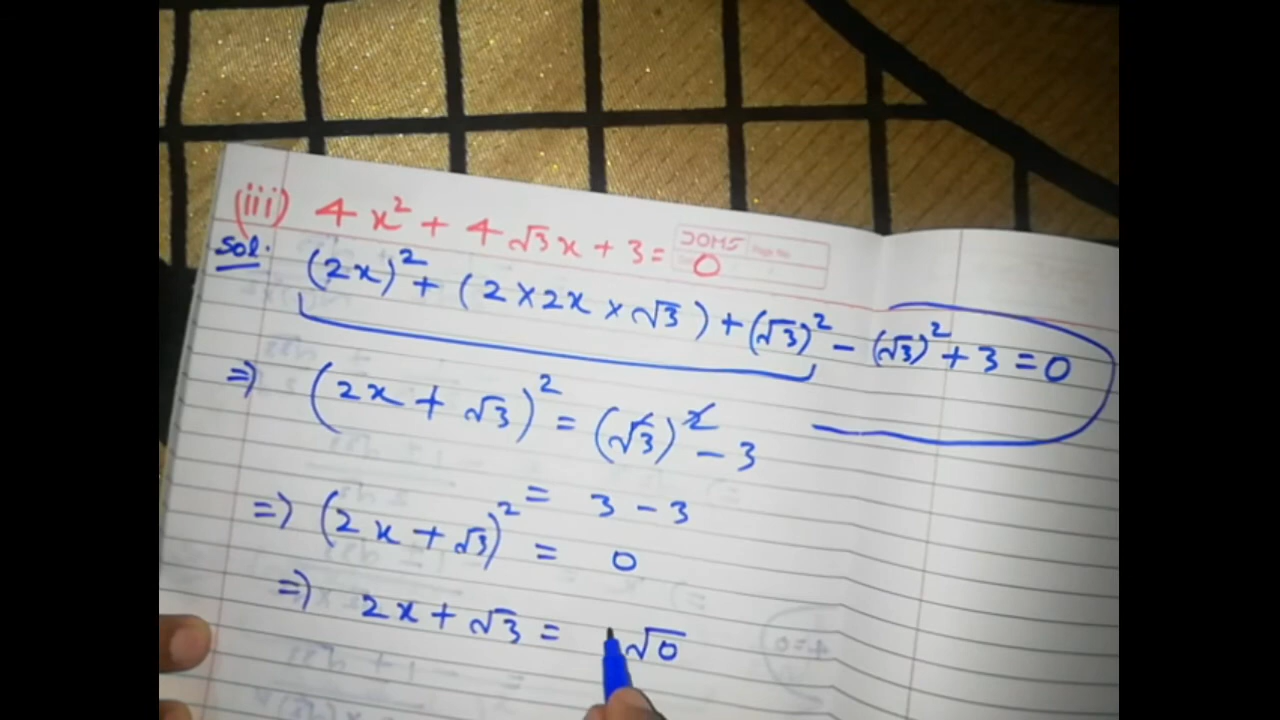 (iii) 4x² + 4√3x + 3 = 0
DOMS
Sol. (2x)² + (2×2x×√3) + (√3)² - (√3)² + 3 = 0
⇒ (2x + √3)² = (√3)² - 3
= 3 - 3
⇒ (2x + √3)² = 0
⇒ 2x + √3 = √0